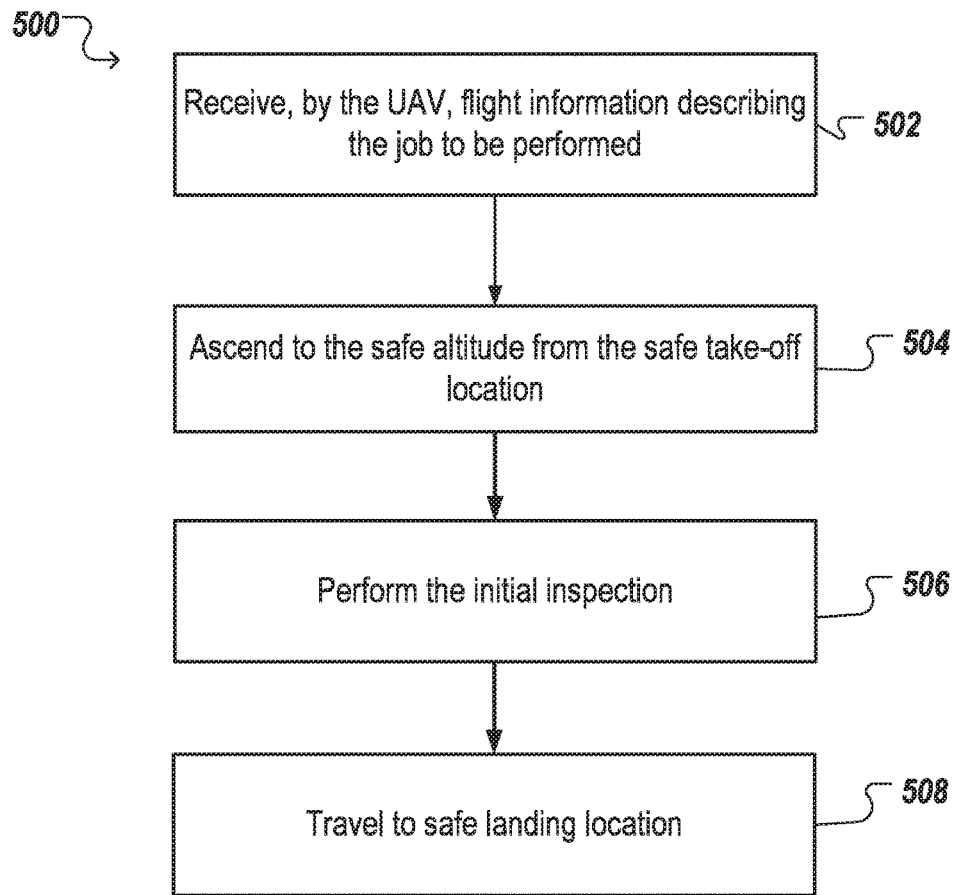 500
Receive, by the UAV, flight information describing
the job to be performed
502
Ascend to the safe altitude from the safe take-off
location
504
Perform the initial inspection
506
Travel to safe landing location
508